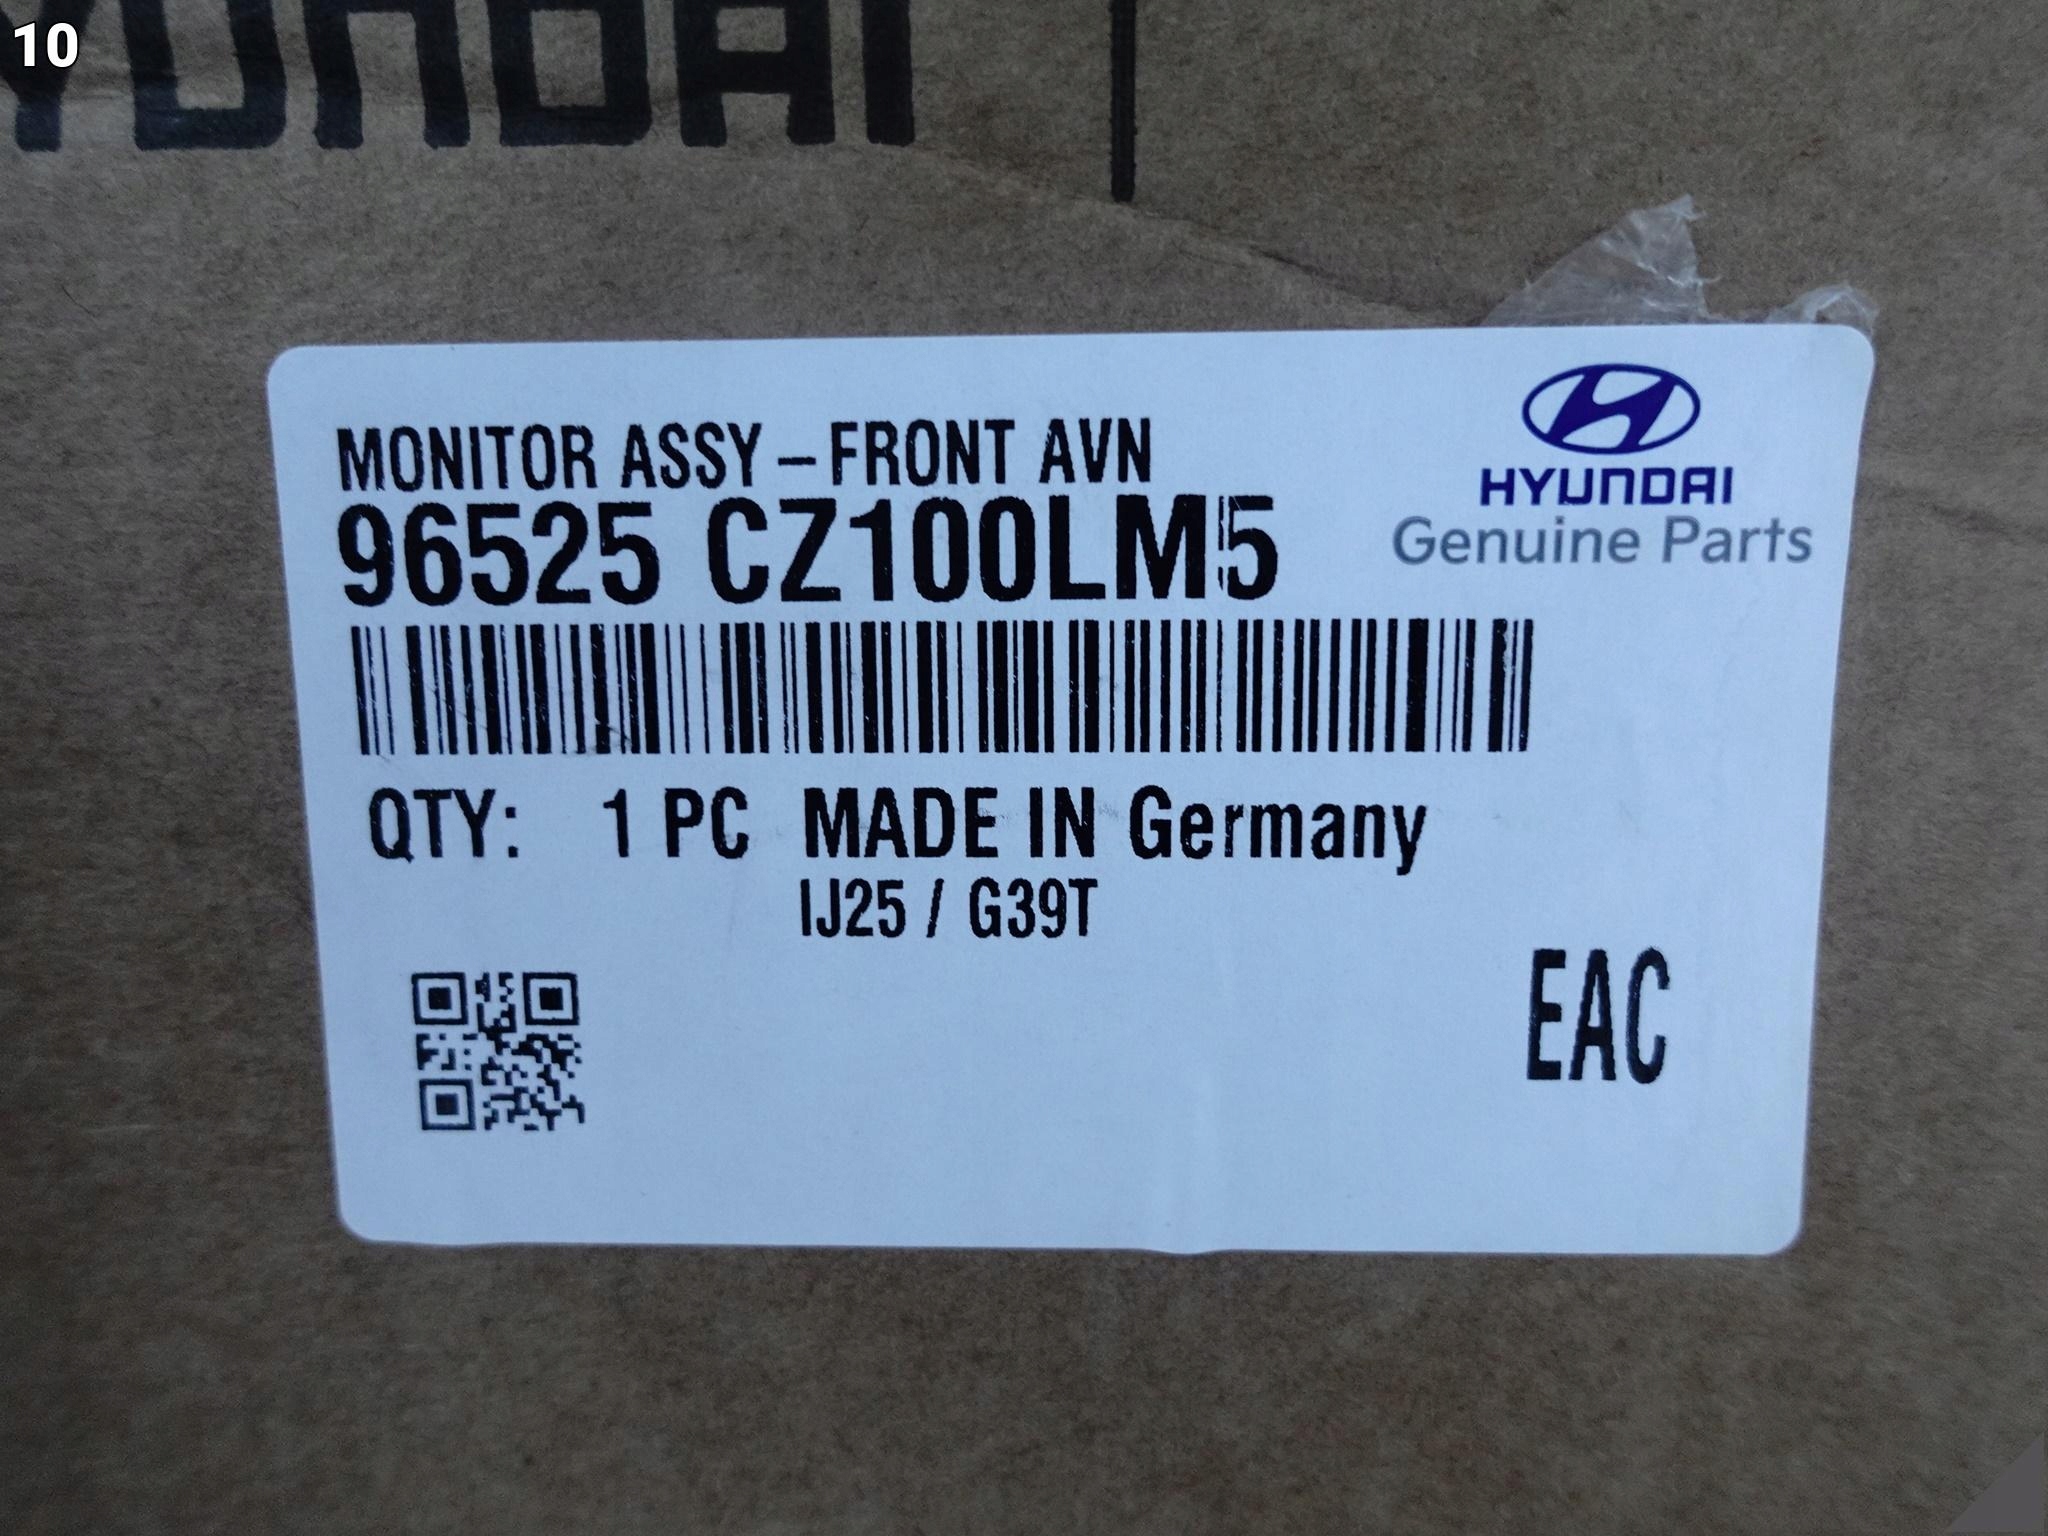 10
HYUNDAI
MONITOR ASSY – FRONT AVN
96525 CZ100LM5
HYUNDAI
Genuine Parts
QTY: 1 PC MADE IN Germany
IJ25 / G39T
EAC